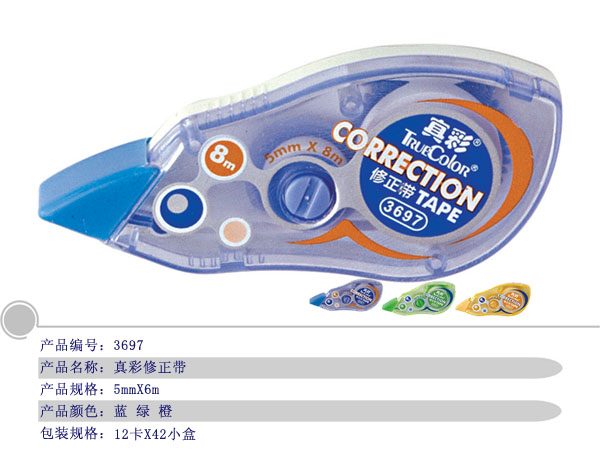 真彩®
TRUECOLOR®
8m
5mm X 8m
CORRECTION
修正带 TAPE
3697
产品编号：3697
产品名称：真彩修正带
产品规格：5mmX6m
产品颜色：蓝 绿 橙
包装规格：12卡X42小盒